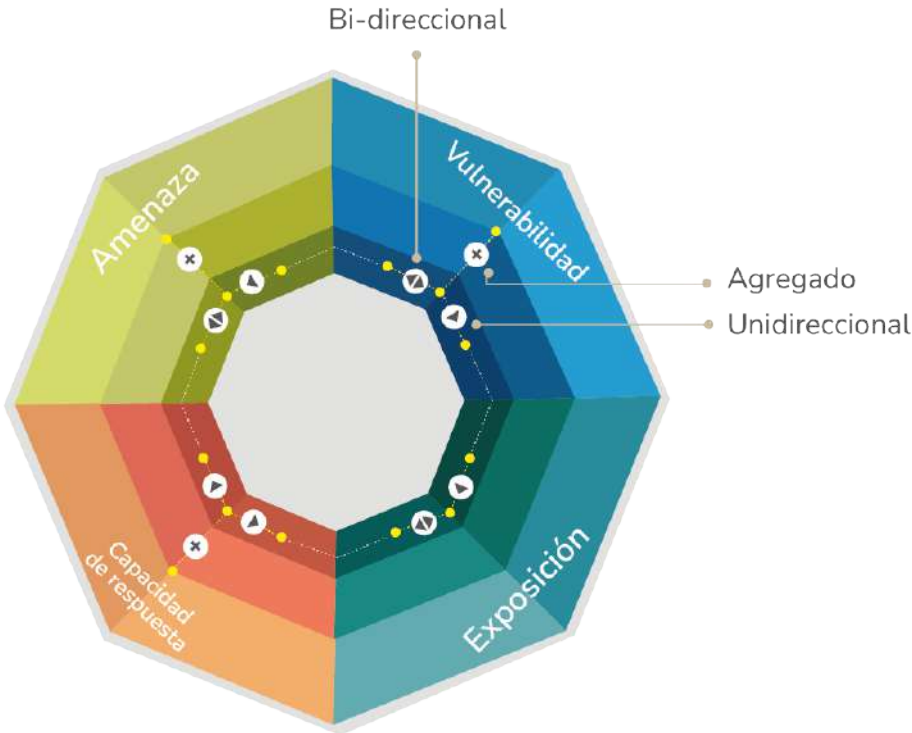 Bi-direccional
Amenaza
Vulnerabilidad
Agregado
Unidireccional
Capacidad
de respuesta
Exposición